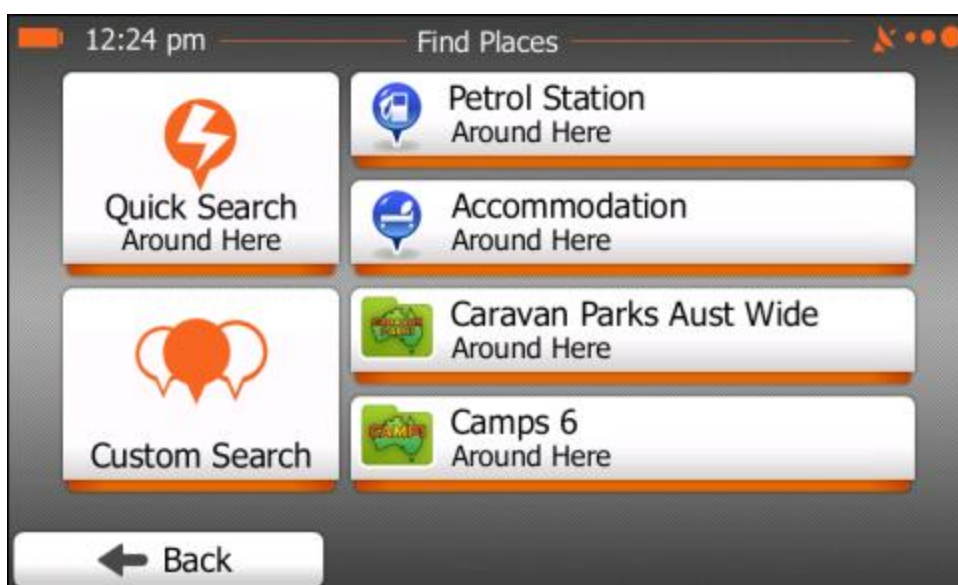 12:24 pm
Find Places
Quick Search
Around Here
Custom Search
Petrol Station
Around Here
Accommodation
Around Here
Caravan Parks Aust Wide
Around Here
CAMPS
Camps 6
Around Here
Back